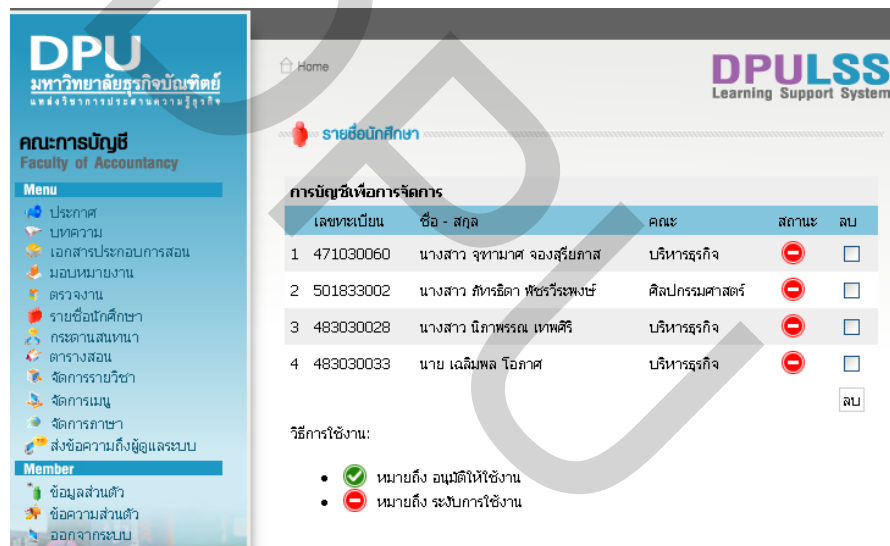 DPU
มหาวิทยาลัยธุรกิจบัณฑิตย์
แหล่งวิชาการประสานความรู้ธุรกิจ
Home
DPULSS
Learning Support System
คณะการบัญชี
Faculty of Accountancy
Menu
ประกาศ
บทความ
เอกสารประกอบการสอน
มอบหมายงาน
ตรวจงาน
รายชื่อนักศึกษา
กระดานสนทนา
ตารางสอน
จัดการรายวิชา
จัดการเมนู
จัดการภาษา
ส่งข้อความถึงผู้ดูแลระบบ
Member
ข้อมูลส่วนตัว
ข้อความส่วนตัว
ออกจากระบบ
รายชื่อนักศึกษา
การบัญชีเพื่อการจัดการ
เลขทะเบียน ชื่อ - สกุล คณะ สถานะ ลบ
1 471030060 นางสาว จุฑามาศ จองสุรียภาส บริหารธุรกิจ
2 501833002 นางสาว ภัทรธิดา พัชรวีระพงษ์ ศิลปกรรมศาสตร์
3 483030028 นางสาว นิภาพรรณ เทพศิริ บริหารธุรกิจ
4 483030033 นาย เฉลิมพล โอภาศ บริหารธุรกิจ
ลบ
วิธีการใช้งาน:
หมายถึง อนุมัติให้ใช้งาน
หมายถึง ระงับการใช้งาน
DPU